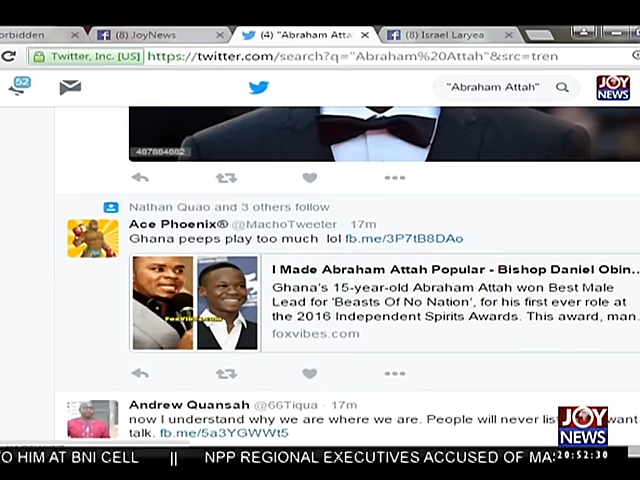 orbidden
(8) JoyNews
(4) "Abraham Atta
(8) Israel Laryea
Twitter, Inc. [US]
https://twitter.com/search?q="Abraham%20Attah"&src=tren
52
"Abraham Attah"
JOY
NEWS
487884882
Nathan Quao and 3 others follow
Ace Phoenix® @MachoTweeter · 17m
Ghana peeps play too much lol fb.me/3P7tB8DAo
FoxVibes.com
I Made Abraham Attah Popular - Bishop Daniel Obin...
Ghana's 15-year-old Abraham Attah won Best Male
Lead for 'Beasts Of No Nation', for his first ever role at
the 2016 Independent Spirits Awards. This award, man
foxvibes.com
Andrew Quansah @66Tiqua · 17m
now I understand why we are where we are. People will never lis want
talk. fb.me/5a3YGWWt5
JOY
NEWS
20:52:30
O HIM AT BNI CELL || NPP REGIONAL EXECUTIVES ACCUSED OF MA